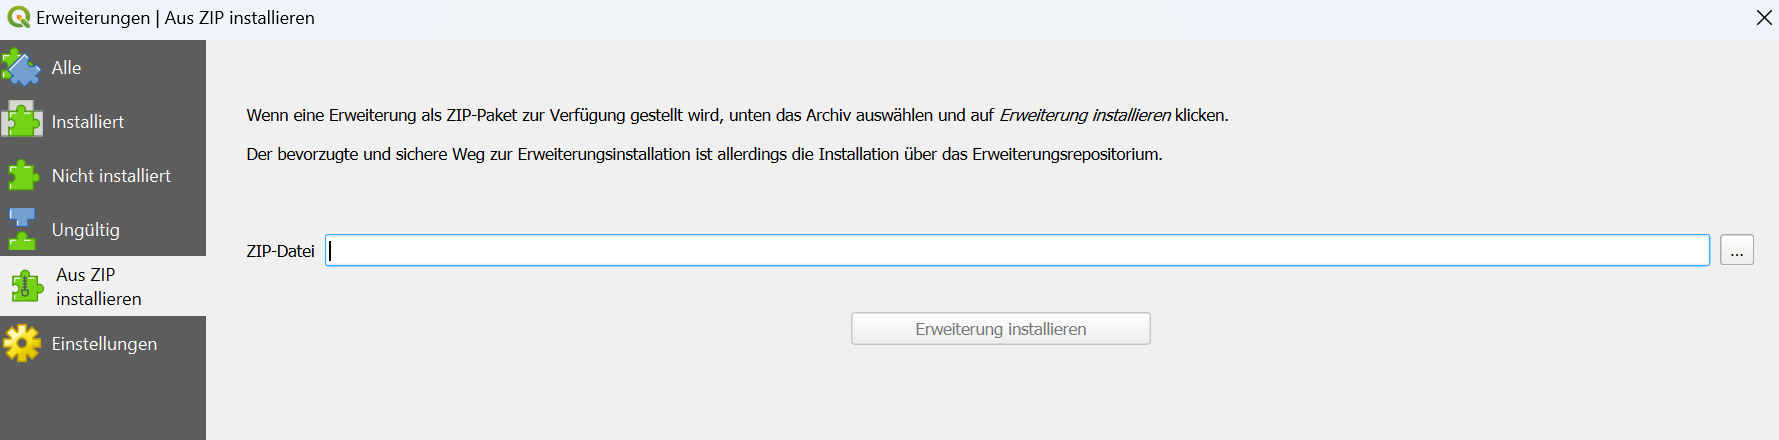 Erweiterungen | Aus ZIP installieren
Alle
Installiert
Nicht installiert
Ungültig
Aus ZIP
installieren
Einstellungen
Wenn eine Erweiterung als ZIP-Paket zur Verfügung gestellt wird, unten das Archiv auswählen und auf Erweiterung installieren klicken.
Der bevorzugte und sichere Weg zur Erweiterungsinstallation ist allerdings die Installation über das Erweiterungsrepositorium.
ZIP-Datei
...
Erweiterung installieren